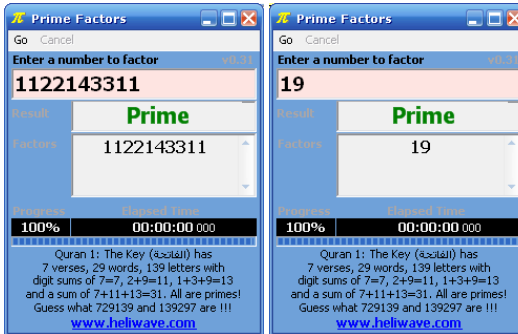 Prime Factors
Go Cancel
Enter a number to factor v0.31
1122143311
Result Prime
Factors 1122143311
Progress Elapsed Time
100% 00:00:00 000
Quran 1: The Key (الفاتحة) has
7 verses, 29 words, 139 letters with
digit sums of 7=7, 2+9=11, 1+3+9=13
and a sum of 7+11+13=31. All are primes!
Guess what 729139 and 139297 are !!!
www.heliwave.com
Prime Factors
Go Cancel
Enter a number to factor v0.31
19
Result Prime
Factors 19
Progress Elapsed Time
100% 00:00:00 000
Quran 1: The Key (الفاتحة) has
7 verses, 29 words, 139 letters with
digit sums of 7=7, 2+9=11, 1+3+9=13
and a sum of 7+11+13=31. All are primes!
Guess what 729139 and 139297 are !!!
www.heliwave.com